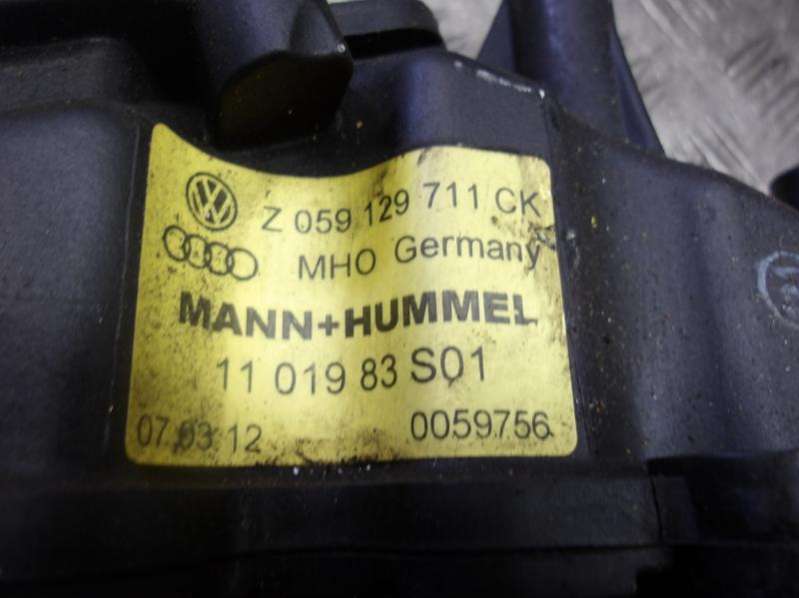 Z 059 129 711 CK
MHO Germany
MANN+HUMMEL
11 019 83 S01
07.03.12 0059756